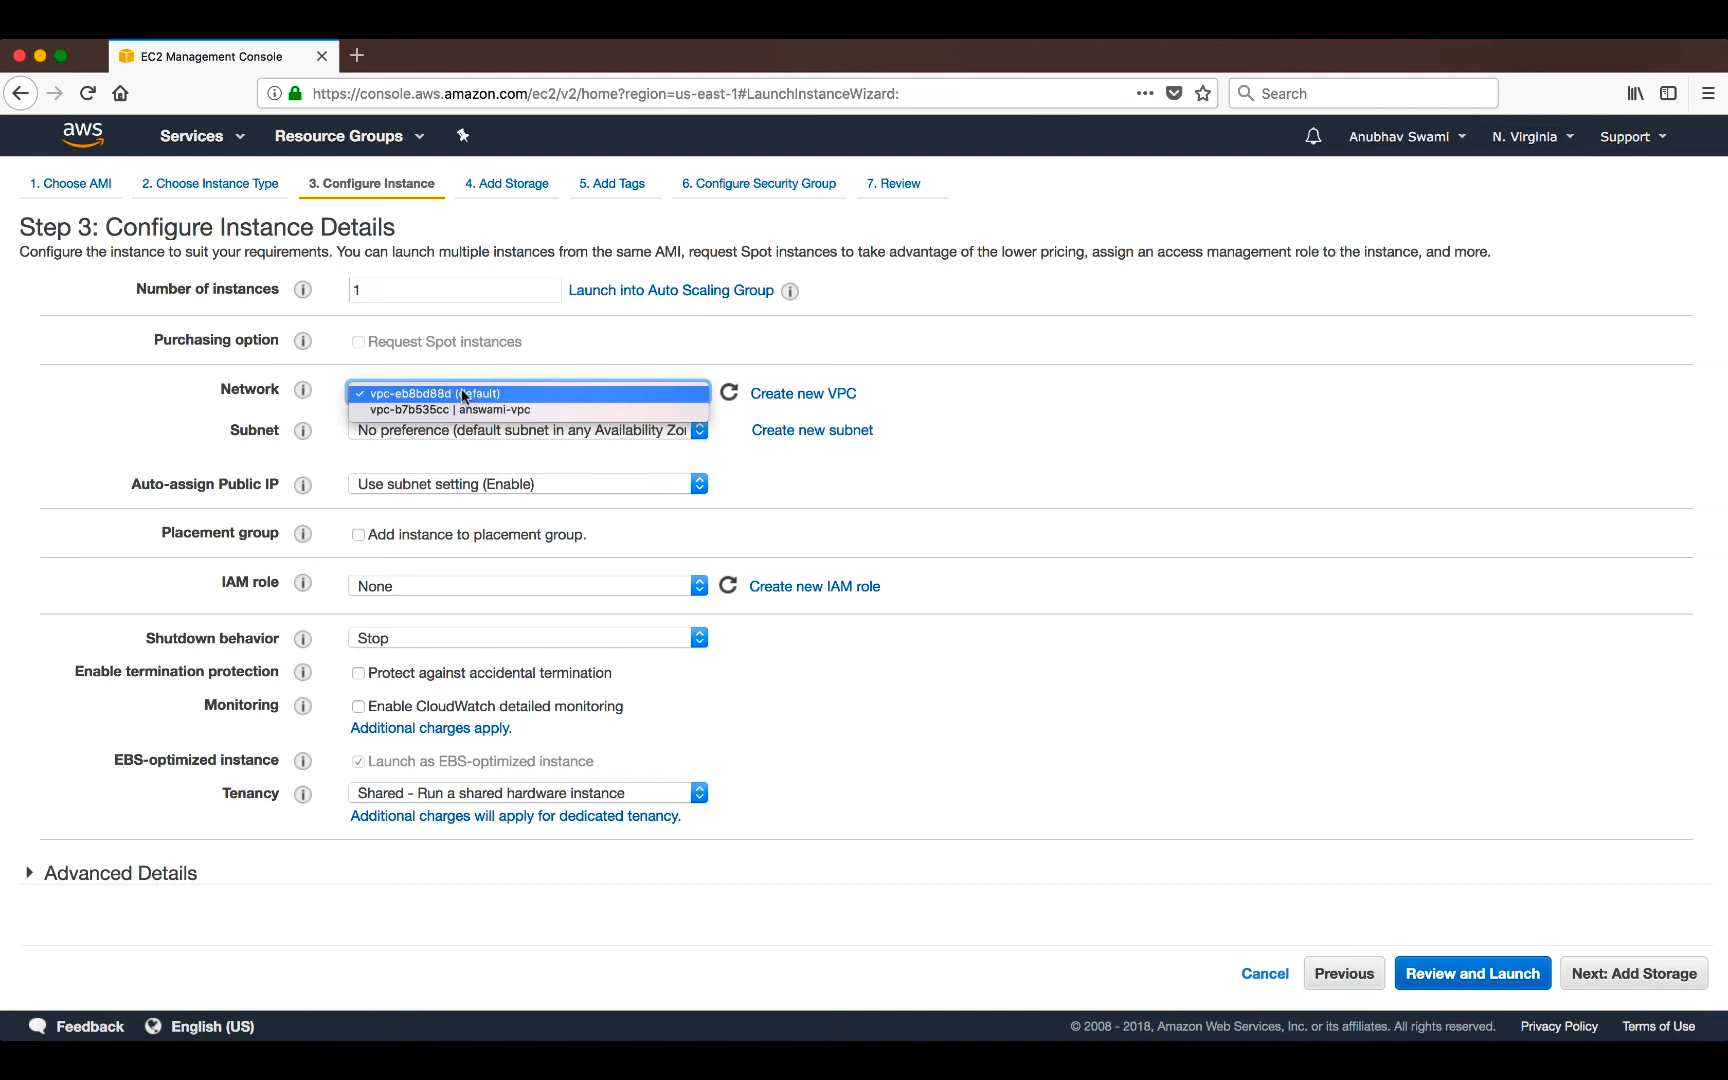 EC2 Management Console
https://console.aws.amazon.com/ec2/v2/home?region=us-east-1#LaunchInstanceWizard:
Search
aws
Services
Resource Groups
Anubhav Swami
N. Virginia
Support
1. Choose AMI
2. Choose Instance Type
3. Configure Instance
4. Add Storage
5. Add Tags
6. Configure Security Group
7. Review
Step 3: Configure Instance Details
Configure the instance to suit your requirements. You can launch multiple instances from the same AMI, request Spot instances to take advantage of the lower pricing, assign an access management role to the instance, and more.
Number of instances
1
Launch into Auto Scaling Group
Purchasing option
Request Spot instances
Network
vpc-eb8bd88d (default)
vpc-b7b535cc | answami-vpc
Create new VPC
Subnet
No preference (default subnet in any Availability Zo
Create new subnet
Auto-assign Public IP
Use subnet setting (Enable)
Placement group
Add instance to placement group.
IAM role
None
Create new IAM role
Shutdown behavior
Stop
Enable termination protection
Protect against accidental termination
Monitoring
Enable CloudWatch detailed monitoring
Additional charges apply.
EBS-optimized instance
Launch as EBS-optimized instance
Tenancy
Shared - Run a shared hardware instance
Additional charges will apply for dedicated tenancy.
Advanced Details
Cancel
Previous
Review and Launch
Next: Add Storage
Feedback
English (US)
© 2008 - 2018, Amazon Web Services, Inc. or its affiliates. All rights reserved.
Privacy Policy
Terms of Use